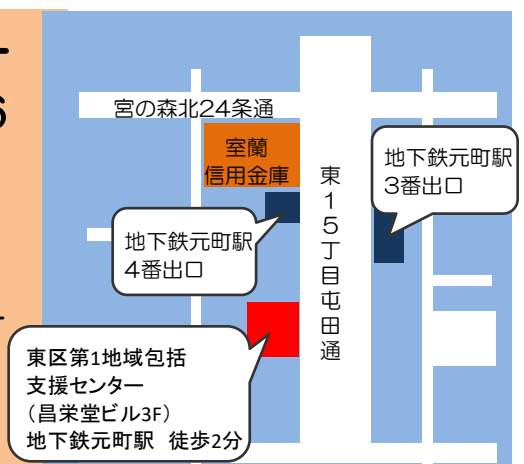 宮の森北24条通
室蘭
信用金庫
地下鉄元町駅
3番出口
東15丁目屯田通
地下鉄元町駅
4番出口
東区第1地域包括
支援センター
（昌栄堂ビル3F）
地下鉄元町駅 徒歩2分